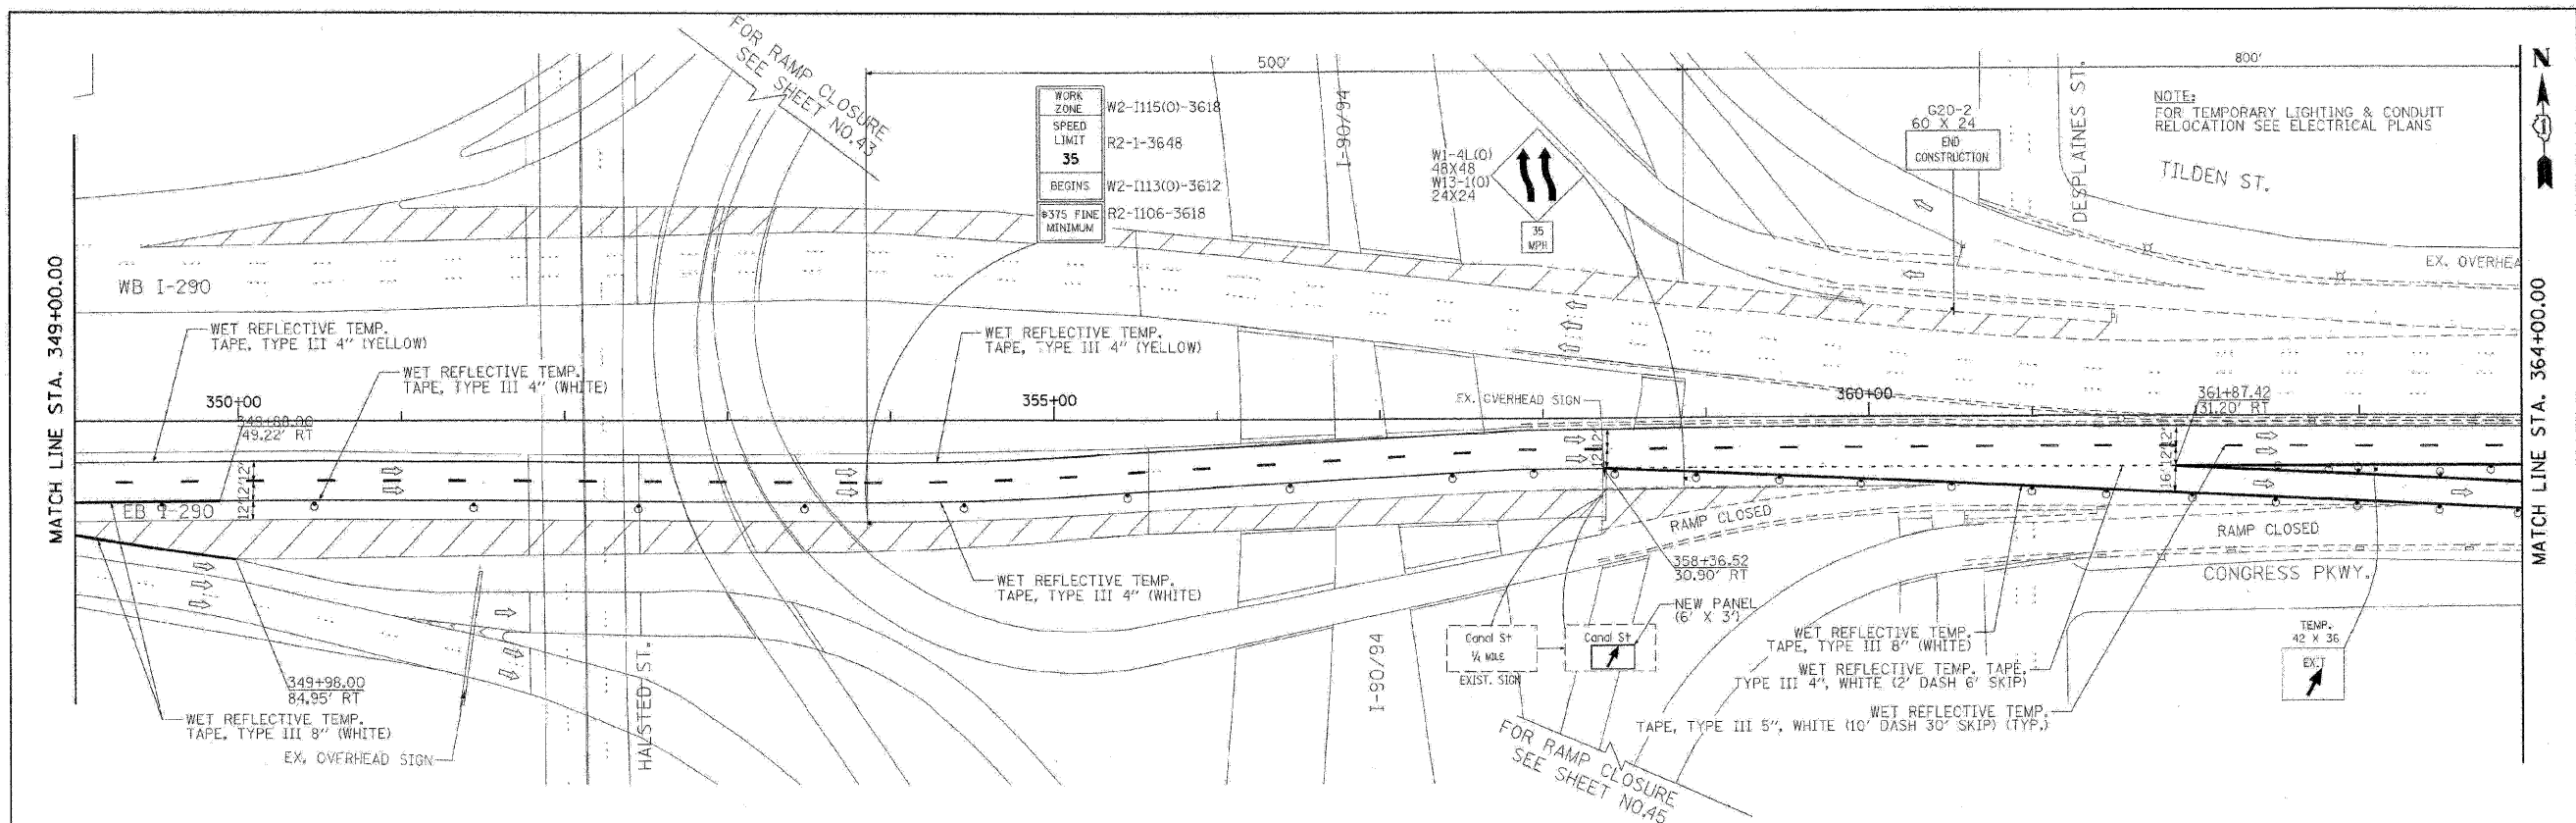 FOR RAMP CLOSURE
SEE SHEET NO.43
500'
800'
N
WORK
ZONE
W2-I115(O)-3618
SPEED
LIMIT
35
R2-1-3648
BEGINS
W2-I113(O)-3612
$375 FINE
MINIMUM
R2-I106-3618
I-90/94
W1-4L(O)
48X48
W13-1(O)
24X24
35
MPH
G20-2
60 X 24
END
CONSTRUCTION
DESPLAINES ST.
NOTE:
FOR TEMPORARY LIGHTING & CONDUIT
RELOCATION SEE ELECTRICAL PLANS
TILDEN ST.
EX. OVERHEA
MATCH LINE STA. 349+00.00
MATCH LINE STA. 364+00.00
WB I-290
WET REFLECTIVE TEMP.
TAPE, TYPE III 4" (YELLOW)
WET REFLECTIVE TEMP.
TAPE, TYPE III 4" (WHITE)
WET REFLECTIVE TEMP.
TAPE, TYPE III 4" (YELLOW)
350+00
355+00
360+00
49.22' RT
EX. OVERHEAD SIGN
361+87.42
31.20' RT
12'
12'
12'
12'
12'
12'
12'
16'
EB I-290
RAMP CLOSED
RAMP CLOSED
358+36.52
30.90' RT
CONGRESS PKWY.
WET REFLECTIVE TEMP.
TAPE, TYPE III 4" (WHITE)
NEW PANEL
(6' X 3')
Canal St
1/4 MILE
EXIST. SIGN
Canal St
349+98.00
84.95' RT
WET REFLECTIVE TEMP.
TAPE, TYPE III 8" (WHITE)
EX. OVERHEAD SIGN
HALSTED ST.
I-90/94
WET REFLECTIVE TEMP.
TAPE, TYPE III 8" (WHITE)
WET REFLECTIVE TEMP. TAPE,
TYPE III 4", WHITE (2' DASH 6' SKIP)
WET REFLECTIVE TEMP.
TAPE, TYPE III 5", WHITE (10' DASH 30' SKIP) (TYP.)
TEMP.
42 X 36
EXIT
FOR RAMP CLOSURE
SEE SHEET NO.45